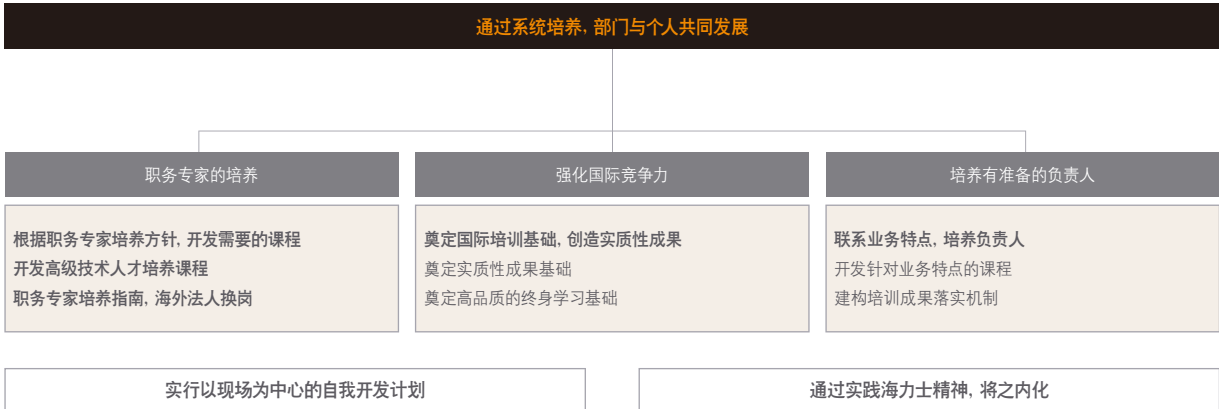 通过系统培养, 部门与个人共同发展
职务专家的培养
根据职务专家培养方针, 开发需要的课程
开发高级技术人才培养课程
职务专家培养指南, 海外法人换岗
强化国际竞争力
奠定国际培训基础, 创造实质性成果
奠定实质性成果基础
奠定高品质的终身学习基础
培养有准备的负责人
联系业务特点, 培养负责人
开发针对业务特点的课程
建构培训成果落实机制
实行以现场为中心的自我开发计划
通过实践海力士精神, 将之内化